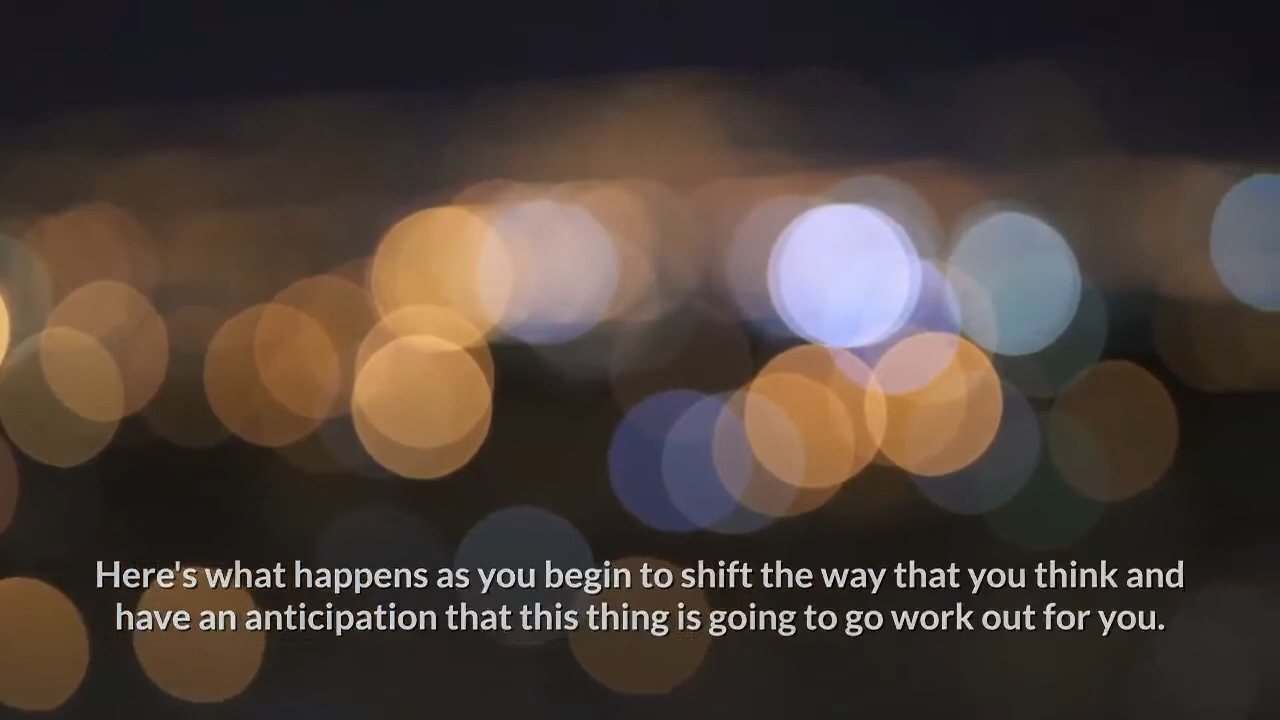 Here's what happens as you begin to shift the way that you think and
have an anticipation that this thing is going to go work out for you.